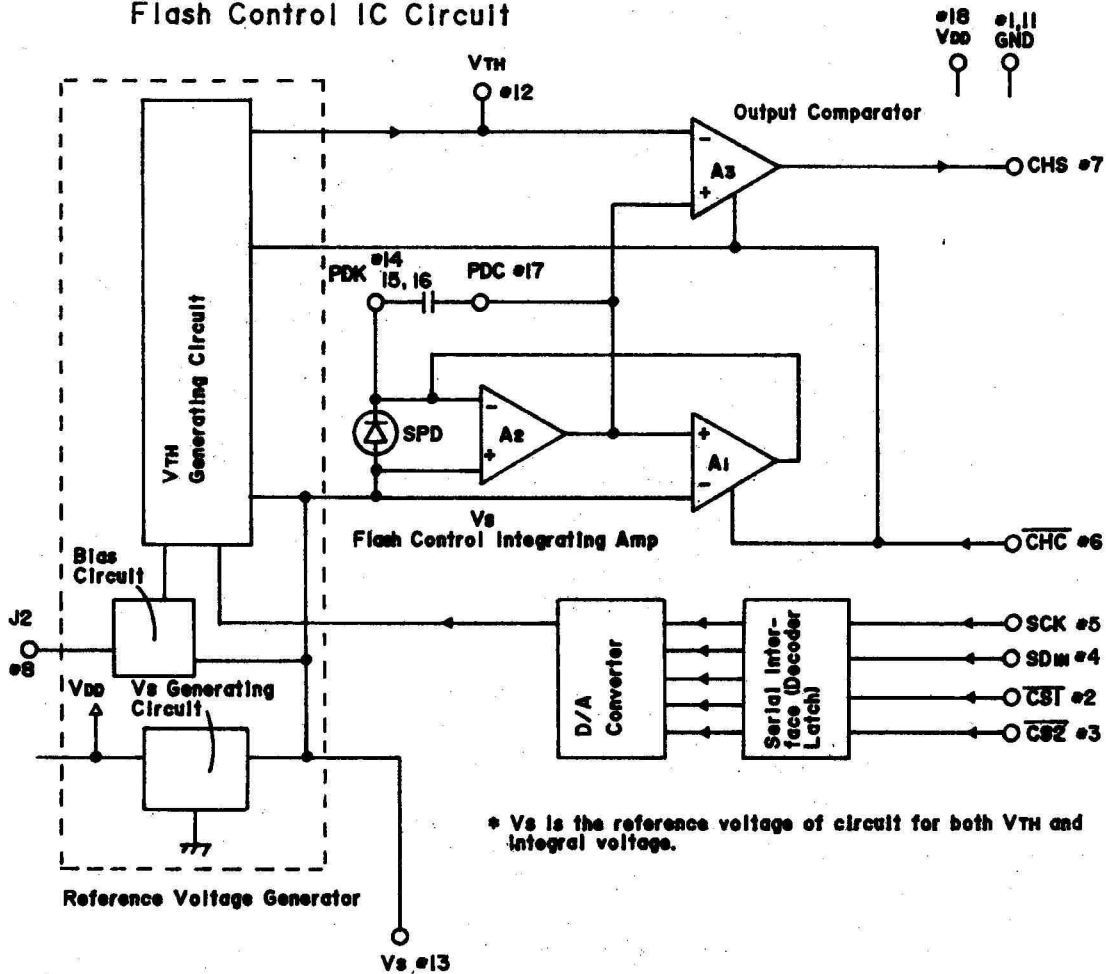 Flash Control IC Circuit
#18
VDD
#1,11
GND
VTH
#12
Output Comparator
-
A3
+
CHS #7
PDK #14
15, 16
PDC #17
VTH
Generating Circuit
SPD
-
A2
+
+
A1
-
Vs
Flash Control Integrating Amp
CHC #6
Bias
Circuit
J2
#8
VDD
Vs Generating
Circuit
D/A
Converter
Serial Inter-
face (Decoder
Latch)
SCK #5
SDIN #4
CS1 #2
CS2 #3
* Vs is the reference voltage of circuit for both VTH and
integral voltage.
Reference Voltage Generator
Vs #13